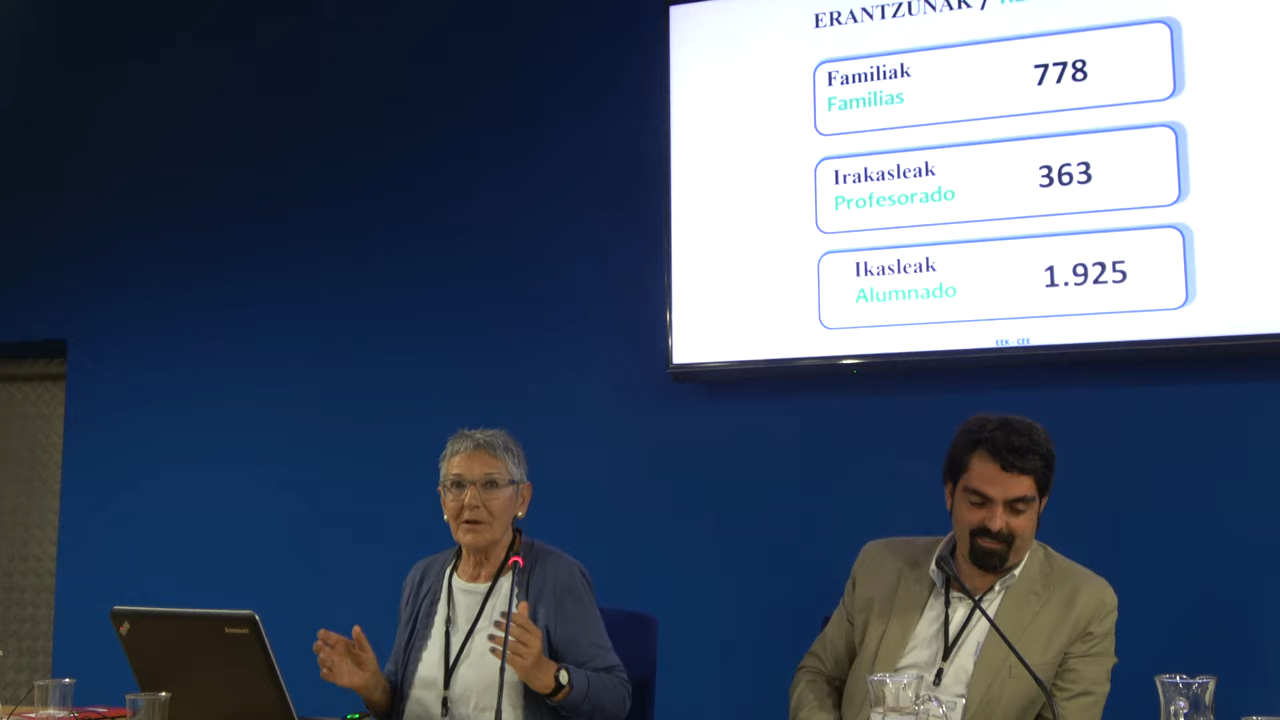 ERANTZUNAK /
Familiak
Familias
778
Irakasleak
Profesorado
363
Ikasleak
Alumnado
1.925
EEK - CEE
lenovo